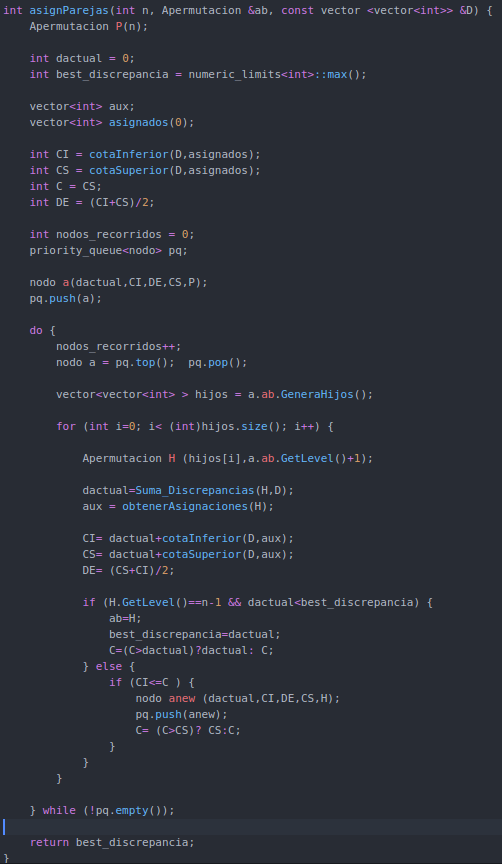 int asignParejas(int n, Apermutacion &ab, const vector <vector<int>> &D) {
    Apermutacion P(n);

    int dactual = 0;
    int best_discrepancia = numeric_limits<int>::max();

    vector<int> aux;
    vector<int> asignados(0);

    int CI = cotaInferior(D,asignados);
    int CS = cotaSuperior(D,asignados);
    int C = CS;
    int DE = (CI+CS)/2;

    int nodos_recorridos = 0;
    priority_queue<nodo> pq;

    nodo a(dactual,CI,DE,CS,P);
    pq.push(a);

    do {
        nodos_recorridos++;
        nodo a = pq.top();  pq.pop();

        vector<vector<int> > hijos = a.ab.GeneraHijos();

        for (int i=0; i< (int)hijos.size(); i++) {

            Apermutacion H (hijos[i],a.ab.GetLevel()+1);

            dactual=Suma_Discrepancias(H,D);
            aux = obtenerAsignaciones(H);

            CI= dactual+cotaInferior(D,aux);
            CS= dactual+cotaSuperior(D,aux);
            DE= (CS+CI)/2;

            if (H.GetLevel()==n-1 && dactual<best_discrepancia) {
                ab=H;
                best_discrepancia=dactual;
                C=(C>dactual)?dactual: C;
            } else {
                if (CI<=C ) {
                    nodo anew (dactual,CI,DE,CS,H);
                    pq.push(anew);
                    C= (C>CS)? CS:C;
                }
            }
        }

    } while (!pq.empty());

    return best_discrepancia;
}